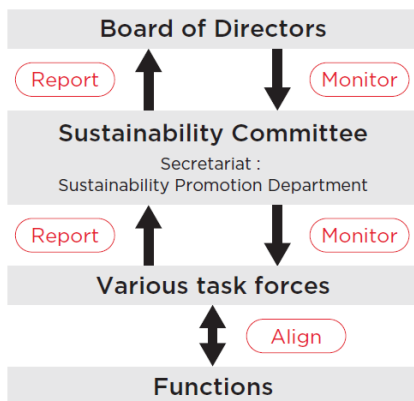 Board of Directors
Report
Monitor
Sustainability Committee
Secretariat :
Sustainability Promotion Department
Report
Monitor
Various task forces
Align
Functions